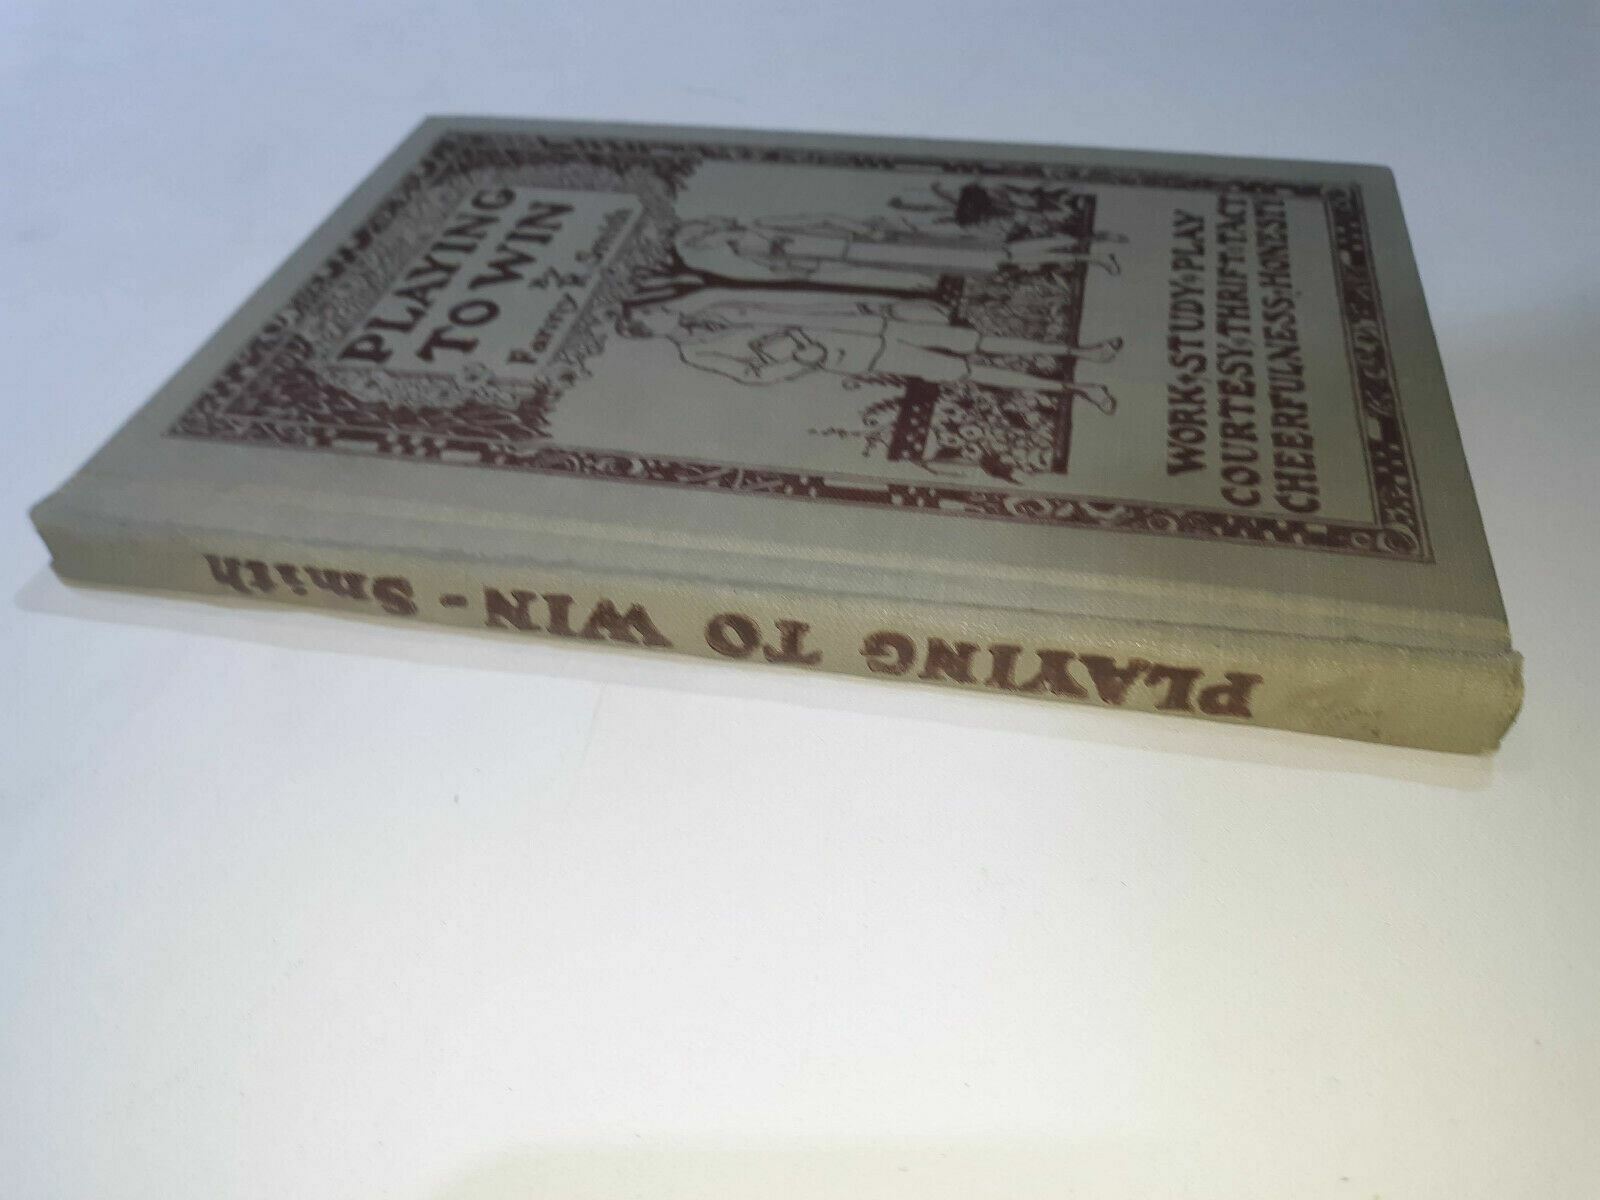 PLAYING
TO WIN
By
Fanny R. Smith
WORK STUDY PLAY
COURTESY THRIFT TACT
CHEERFULNESS HONESTY
PLAYING TO WIN - Smith